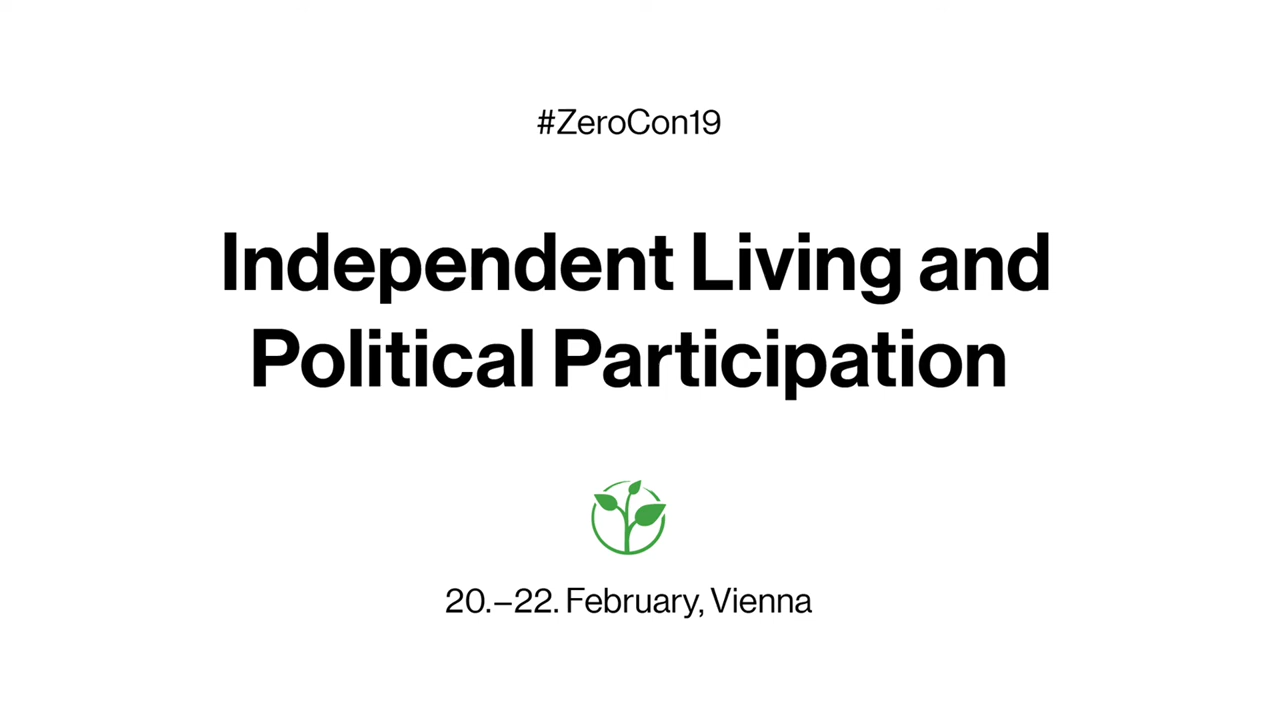 #ZeroCon19
Independent Living and
Political Participation
20.–22. February, Vienna